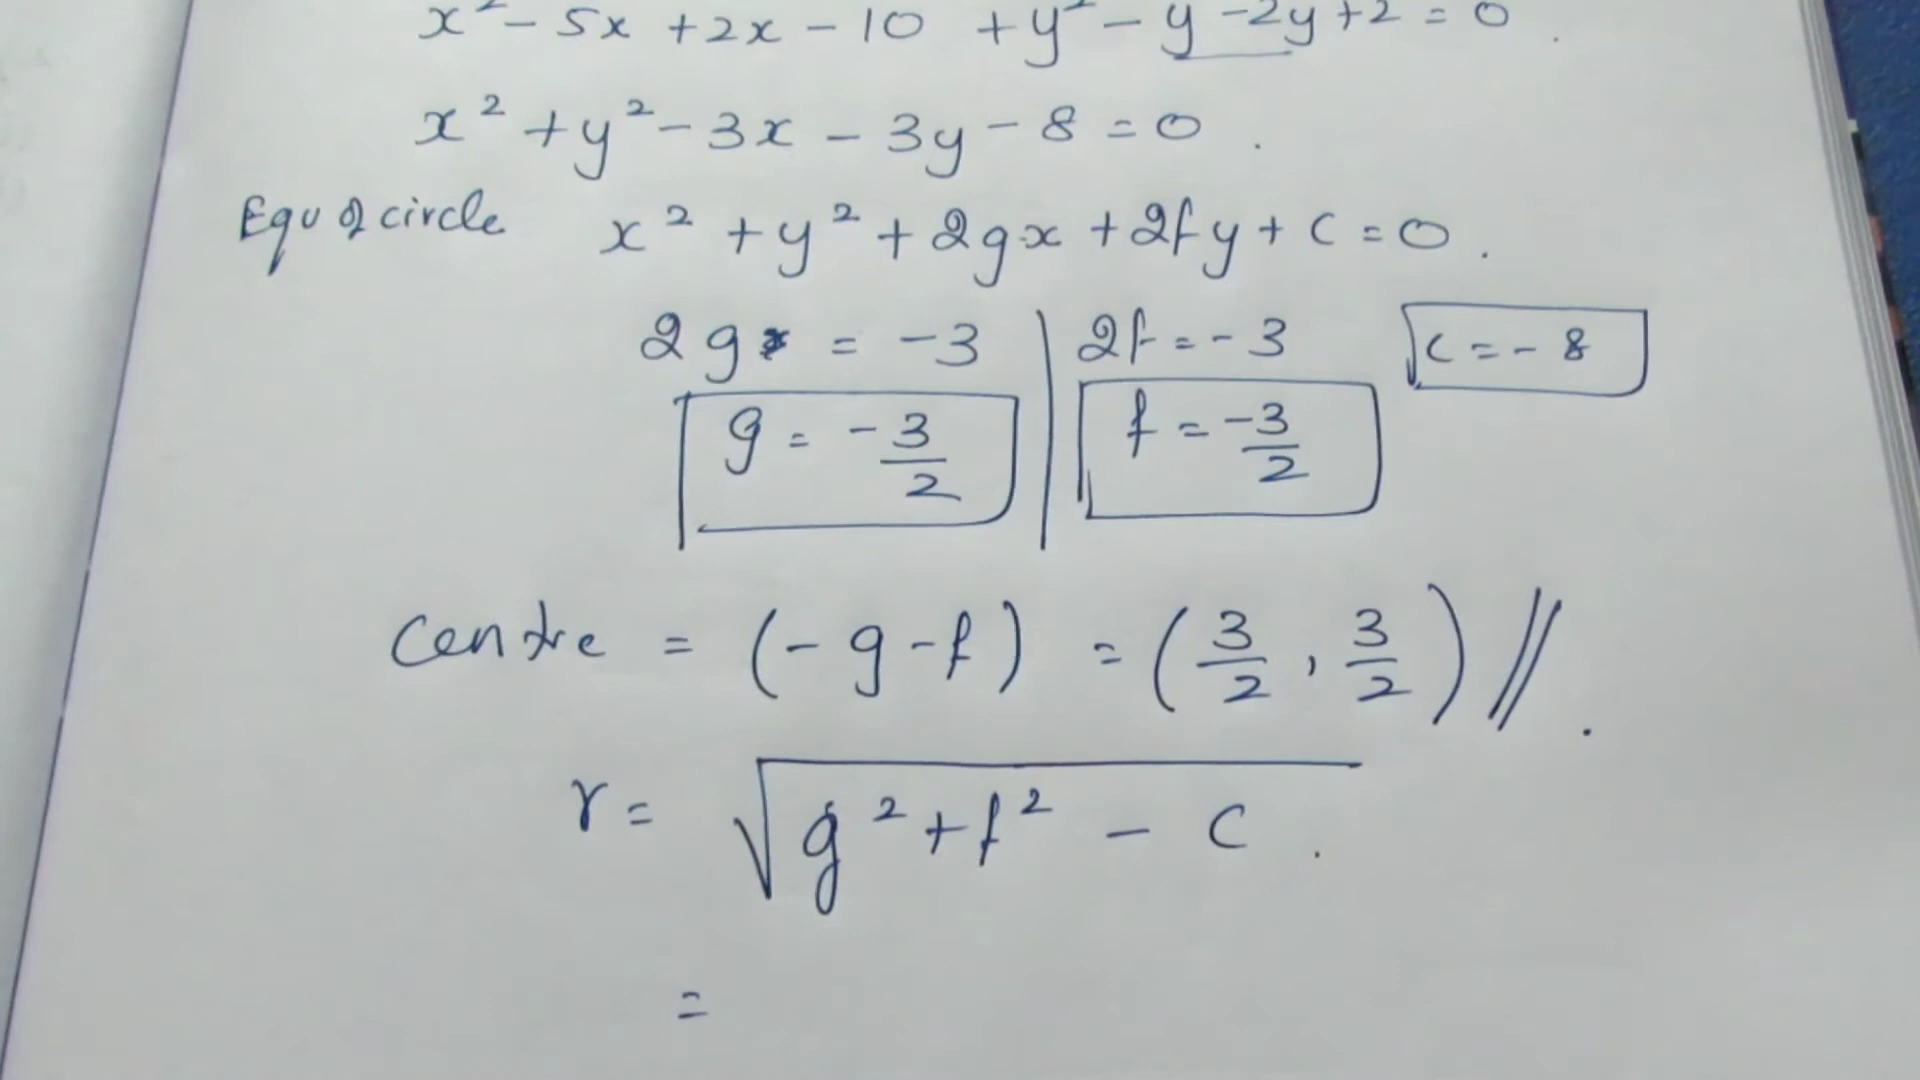 x² - 5x + 2x - 10 + y² - y - 2y + 2 = 0.
x² + y² - 3x - 3y - 8 = 0.
Equ of circle x² + y² + 2gx + 2fy + c = 0.
2g = -3 | 2f = -3 c = -8
g = -3/2 f = -3/2
Centre = (-g -f) = (3/2, 3/2) //.
r = √(g² + f² - c).
=